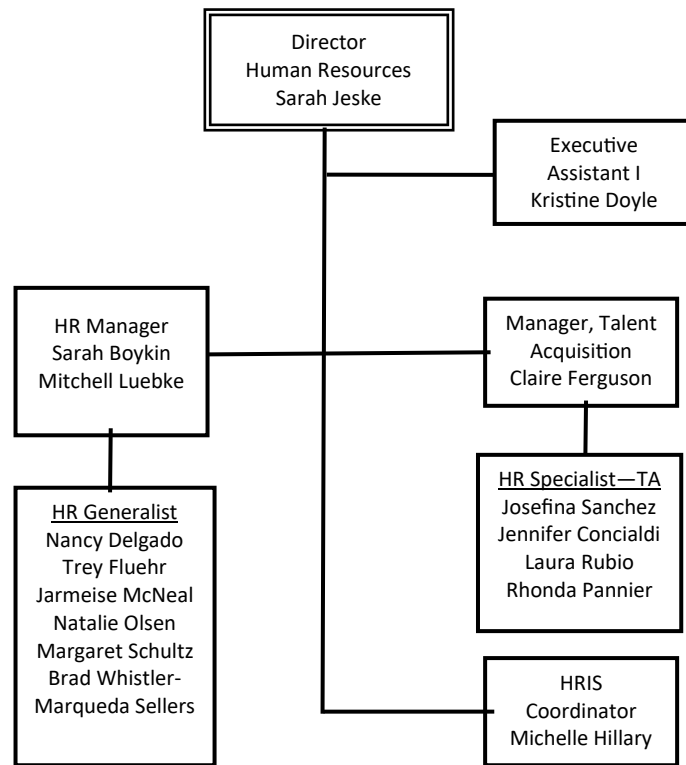 Director
Human Resources
Sarah Jeske
Executive
Assistant I
Kristine Doyle
HR Manager
Sarah Boykin
Mitchell Luebke
Manager, Talent
Acquisition
Claire Ferguson
HR Generalist
Nancy Delgado
Trey Fluehr
Jarmeise McNeal
Natalie Olsen
Margaret Schultz
Brad Whistler-
Marqueda Sellers
HR Specialist—TA
Josefina Sanchez
Jennifer Concialdi
Laura Rubio
Rhonda Pannier
HRIS
Coordinator
Michelle Hillary